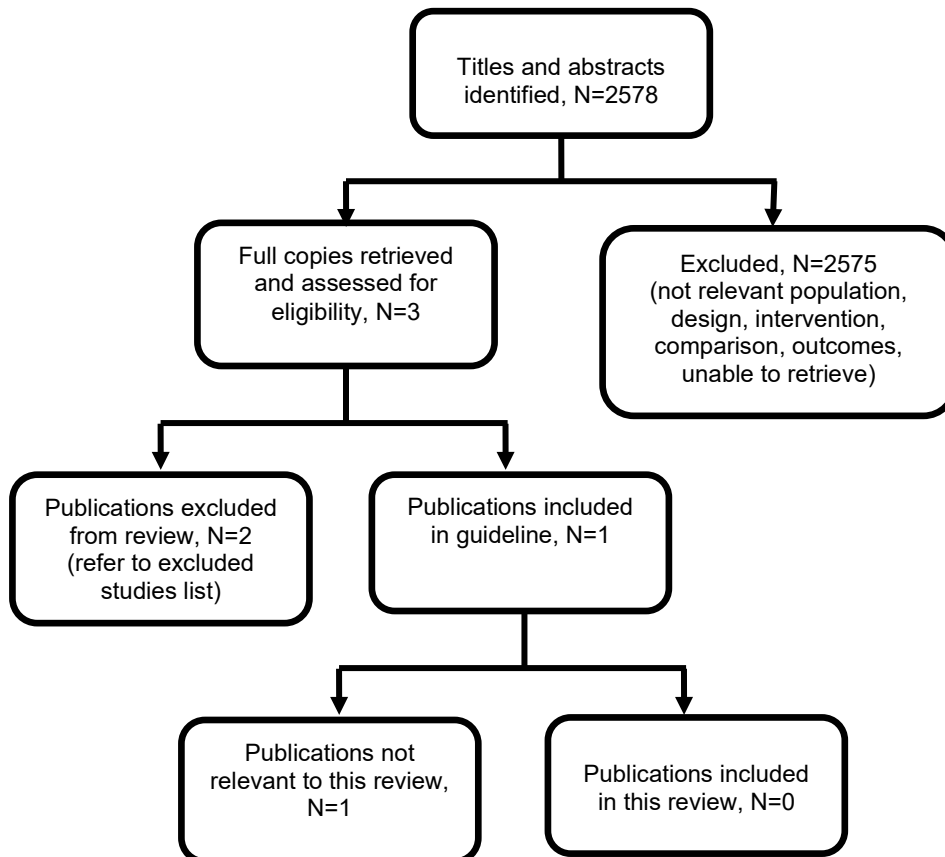 Titles and abstracts
identified, N=2578
Full copies retrieved
and assessed for
eligibility, N=3
Excluded, N=2575
(not relevant population,
design, intervention,
comparison, outcomes,
unable to retrieve)
Publications excluded
from review, N=2
(refer to excluded
studies list)
Publications included
in guideline, N=1
Publications not
relevant to this review,
N=1
Publications included
in this review, N=0